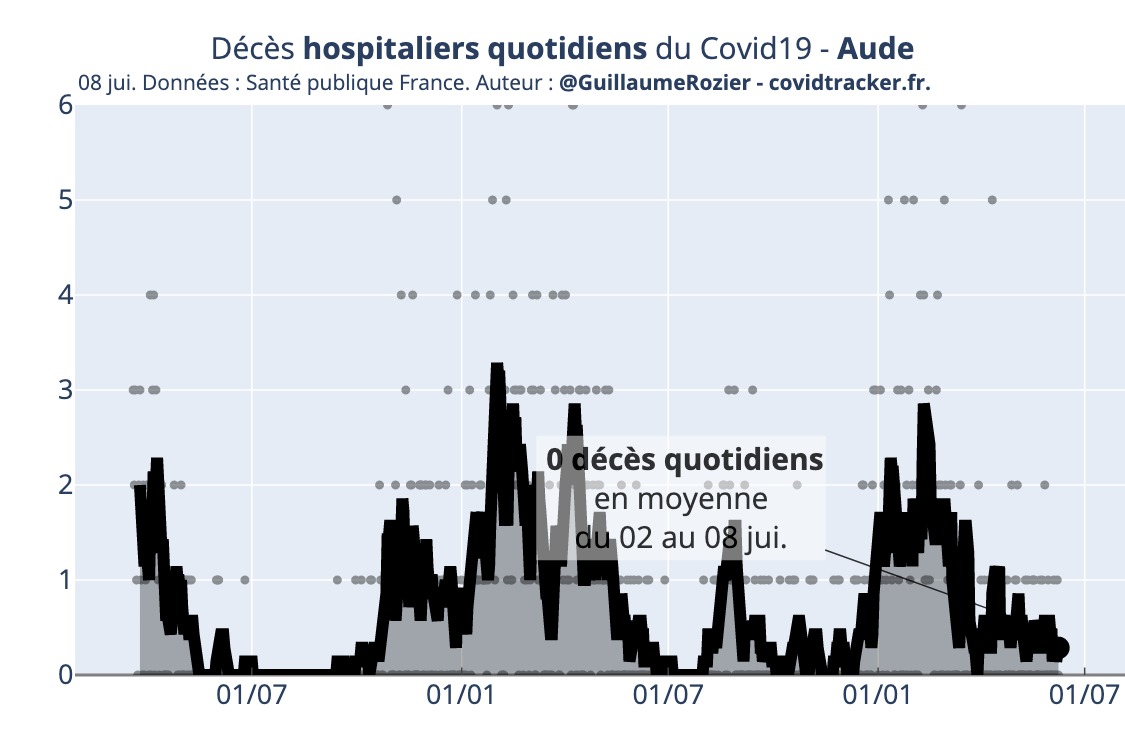 Décès hospitaliers quotidiens du Covid19 - Aude
08 jui. Données : Santé publique France. Auteur : @GuillaumeRozier - covidtracker.fr.
6
5
4
3
2
1
0
0 décès quotidiens
en moyenne
du 02 au 08 jui.
01/07 01/01 01/07 01/01 01/07